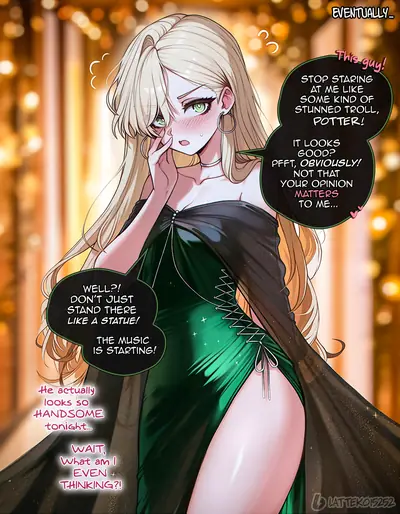 EVENTUALLY...
This guy!
STOP STARING
AT ME LIKE
SOME KIND OF
STUNNED TROLL,
POTTER!
IT LOOKS
GOOD?
PFFT, OBVIOUSLY!
NOT THAT
YOUR OPINION
MATTERS
TO ME...
WELL?!
DON'T JUST
STAND THERE
LIKE A STATUE!
THE MUSIC
IS STARTING!
He actually
looks so
HANDSOME
tonight.
WAIT,
What am I
EVEN
THINKING?!
LATTEKO15252